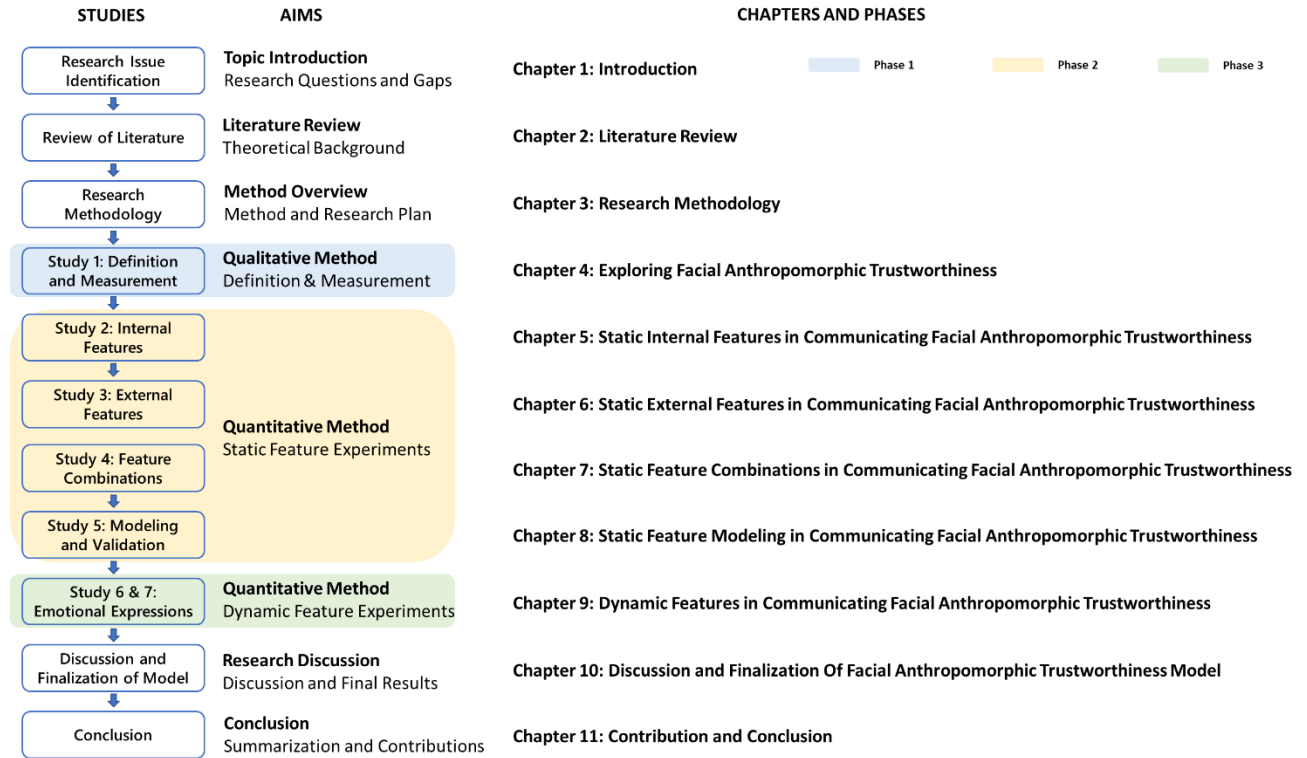 STUDIES
AIMS
CHAPTERS AND PHASES
Research Issue
Identification
Topic Introduction
Research Questions and Gaps
Chapter 1: Introduction
Phase 1
Phase 2
Phase 3
Review of Literature
Literature Review
Theoretical Background
Chapter 2: Literature Review
Research
Methodology
Method Overview
Method and Research Plan
Chapter 3: Research Methodology
Study 1: Definition
and Measurement
Qualitative Method
Definition & Measurement
Chapter 4: Exploring Facial Anthropomorphic Trustworthiness
Study 2: Internal
Features
Chapter 5: Static Internal Features in Communicating Facial Anthropomorphic Trustworthiness
Study 3: External
Features
Quantitative Method
Static Feature Experiments
Chapter 6: Static External Features in Communicating Facial Anthropomorphic Trustworthiness
Study 4: Feature
Combinations
Chapter 7: Static Feature Combinations in Communicating Facial Anthropomorphic Trustworthiness
Study 5: Modeling
and Validation
Chapter 8: Static Feature Modeling in Communicating Facial Anthropomorphic Trustworthiness
Study 6 & 7:
Emotional Expressions
Quantitative Method
Dynamic Feature Experiments
Chapter 9: Dynamic Features in Communicating Facial Anthropomorphic Trustworthiness
Discussion and
Finalization of Model
Research Discussion
Discussion and Final Results
Chapter 10: Discussion and Finalization Of Facial Anthropomorphic Trustworthiness Model
Conclusion
Conclusion
Summarization and Contributions
Chapter 11: Contribution and Conclusion